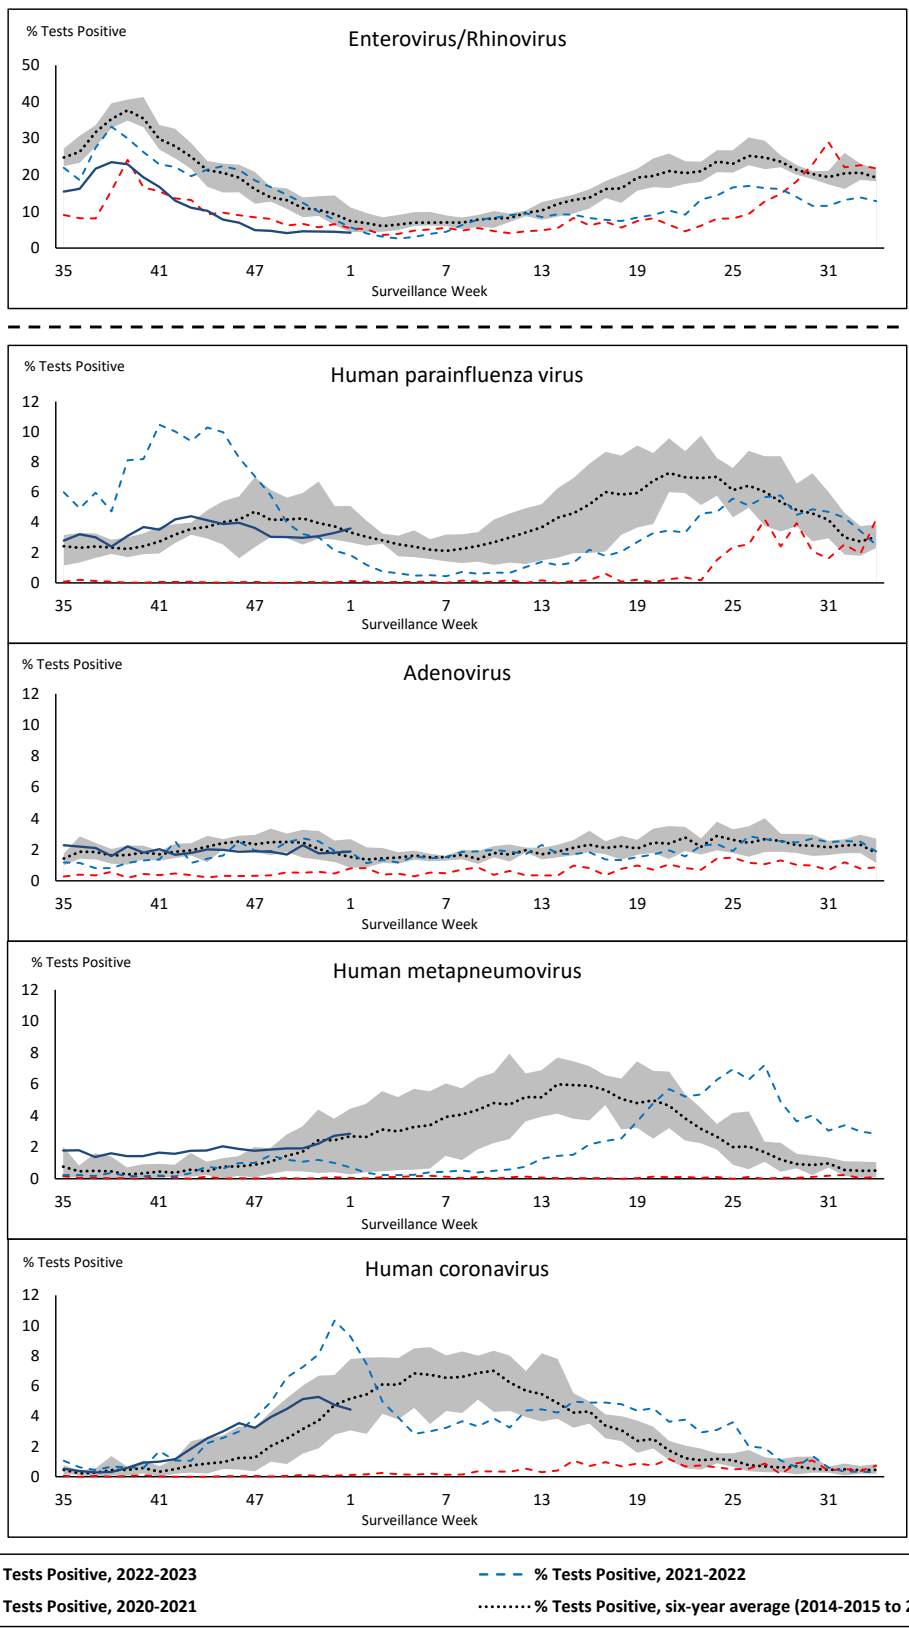 % Tests Positive
Enterovirus/Rhinovirus
50
40
30
20
10
0
35 41 47 1 7 13 19 25 31
Surveillance Week
% Tests Positive
Human parainfluenza virus
12
10
8
6
4
2
0
35 41 47 1 7 13 19 25 31
Surveillance Week
% Tests Positive
Adenovirus
12
10
8
6
4
2
0
35 41 47 1 7 13 19 25 31
Surveillance Week
% Tests Positive
Human metapneumovirus
12
10
8
6
4
2
0
35 41 47 1 7 13 19 25 31
Surveillance Week
% Tests Positive
Human coronavirus
12
10
8
6
4
2
0
35 41 47 1 7 13 19 25 31
Surveillance Week
Tests Positive, 2022-2023 % Tests Positive, 2021-2022
Tests Positive, 2020-2021 % Tests Positive, six-year average (2014-2015 to 2